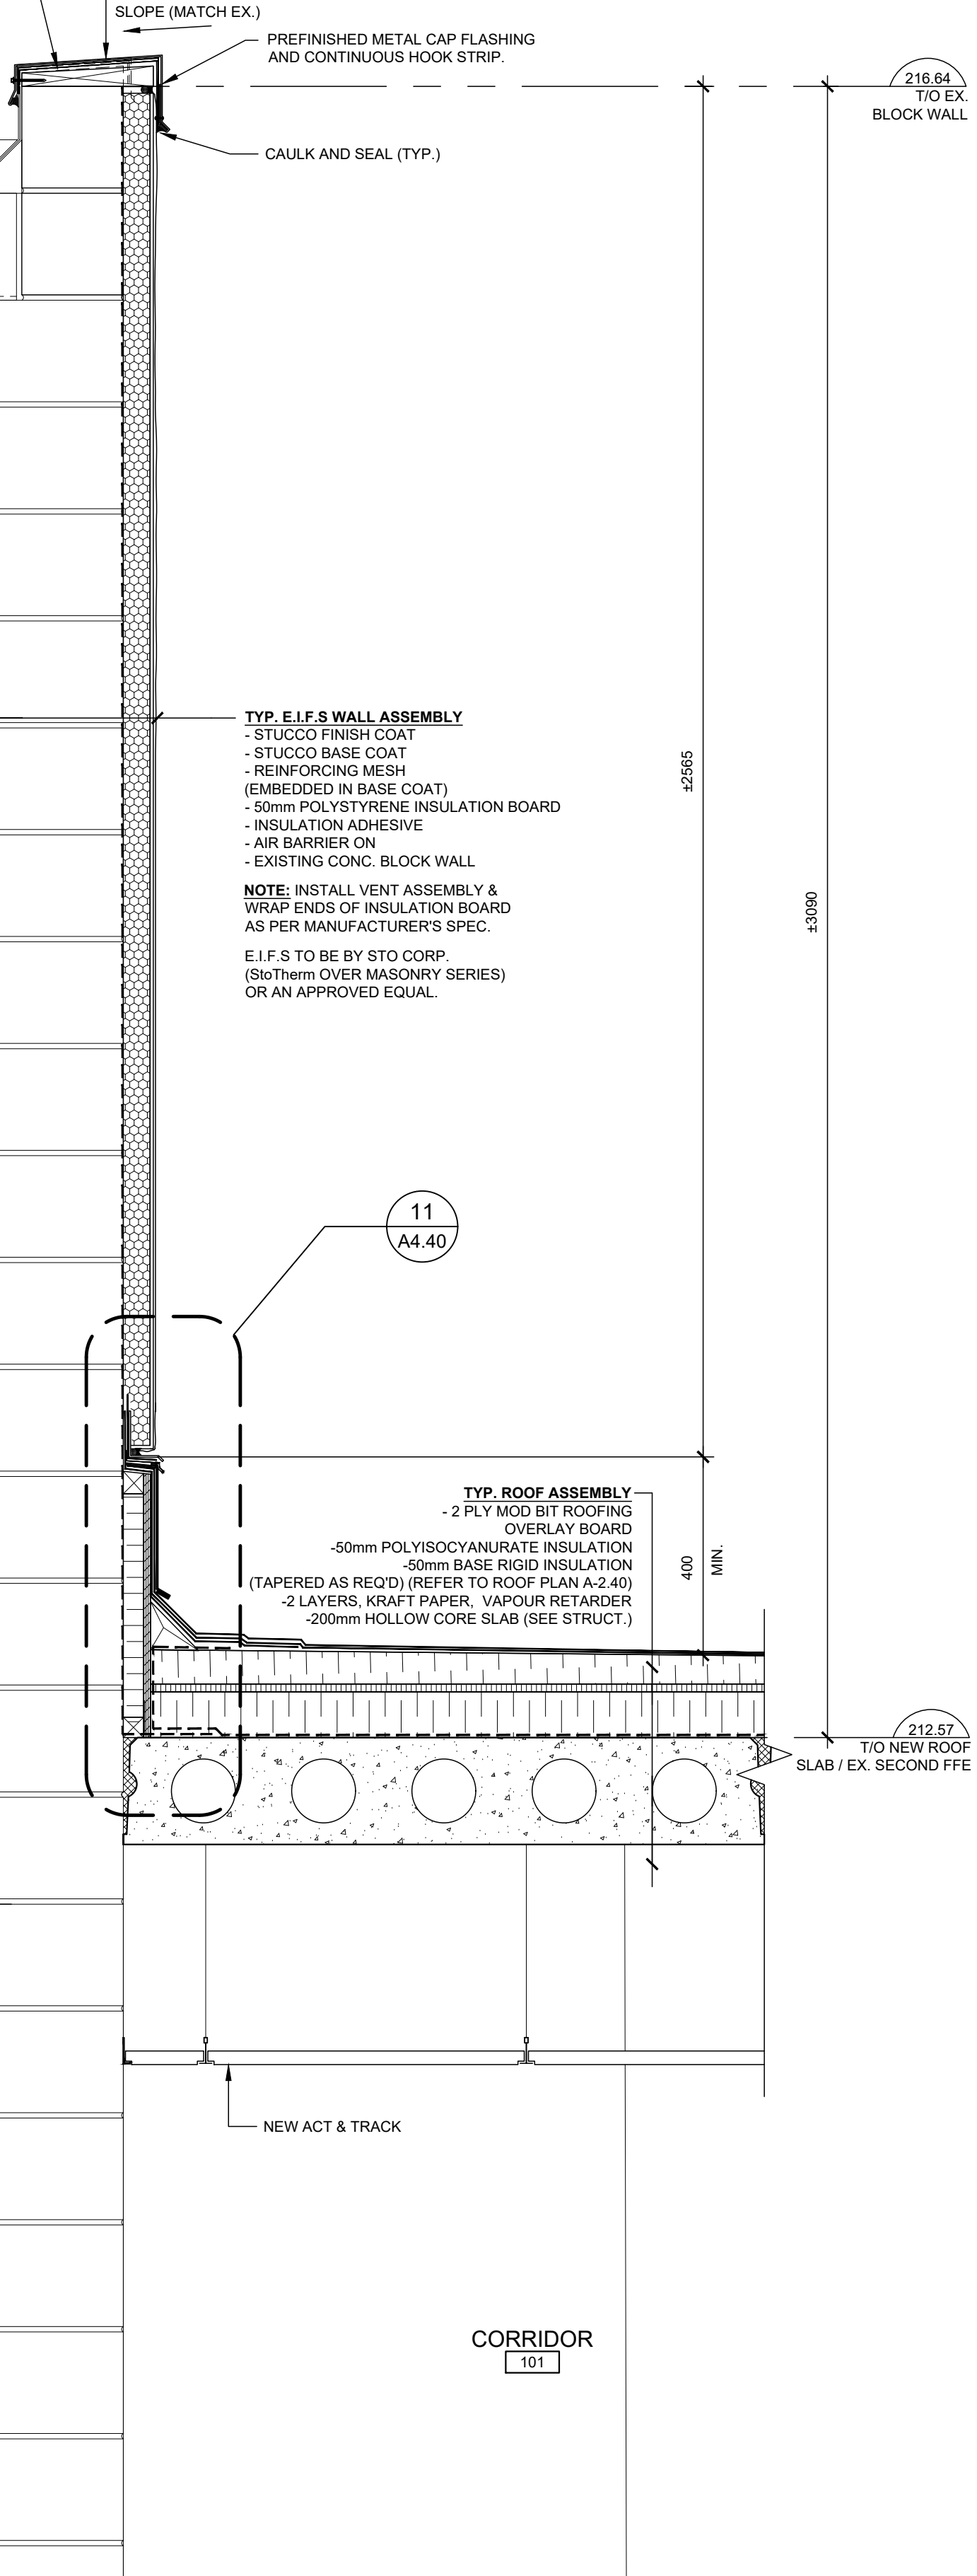 SLOPE (MATCH EX.)
PREFINISHED METAL CAP FLASHING
AND CONTINUOUS HOOK STRIP.
216.64
T/O EX.
BLOCK WALL
CAULK AND SEAL (TYP.)
TYP. E.I.F.S WALL ASSEMBLY
- STUCCO FINISH COAT
- STUCCO BASE COAT
- REINFORCING MESH
(EMBEDDED IN BASE COAT)
- 50mm POLYSTYRENE INSULATION BOARD
- INSULATION ADHESIVE
- AIR BARRIER ON
- EXISTING CONC. BLOCK WALL
NOTE: INSTALL VENT ASSEMBLY &
WRAP ENDS OF INSULATION BOARD
AS PER MANUFACTURER'S SPEC.
E.I.F.S TO BE BY STO CORP.
(StoTherm OVER MASONRY SERIES)
OR AN APPROVED EQUAL.
±2565
±3090
11
A4.40
TYP. ROOF ASSEMBLY
- 2 PLY MOD BIT ROOFING
OVERLAY BOARD
-50mm POLYISOCYANURATE INSULATION
-50mm BASE RIGID INSULATION
(TAPERED AS REQ'D) (REFER TO ROOF PLAN A-2.40)
-2 LAYERS, KRAFT PAPER, VAPOUR RETARDER
-200mm HOLLOW CORE SLAB (SEE STRUCT.)
400
MIN.
212.57
T/O NEW ROOF
SLAB / EX. SECOND FFE
NEW ACT & TRACK
CORRIDOR
101